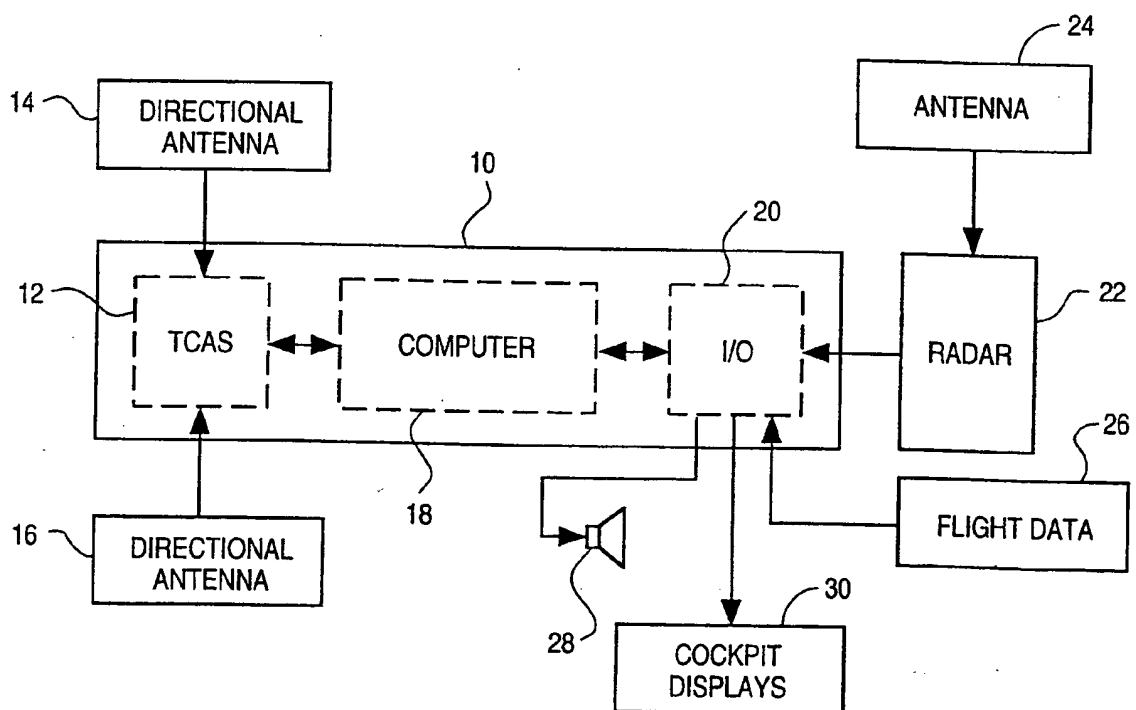 24
14
DIRECTIONAL
ANTENNA
ANTENNA
10
20
12
TCAS
COMPUTER
I/O
RADAR
22
26
18
16
DIRECTIONAL
ANTENNA
FLIGHT DATA
28
30
COCKPIT
DISPLAYS